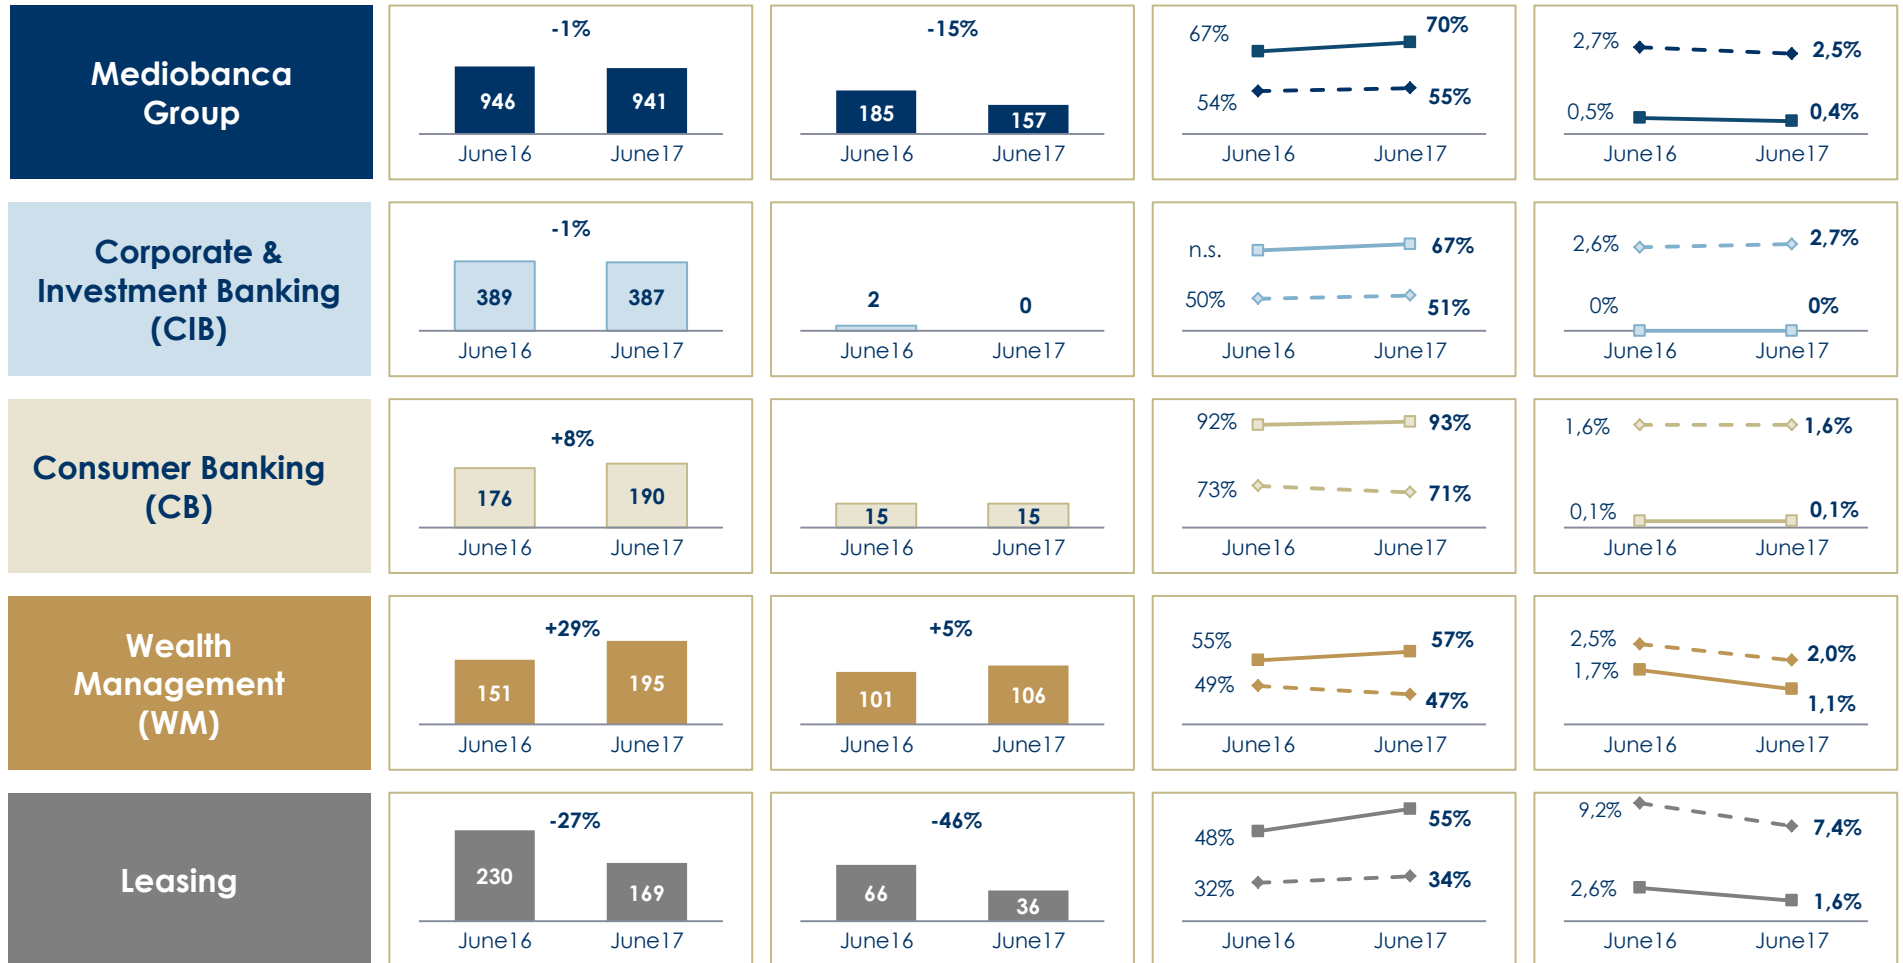 Mediobanca
Group
-1%
946
941
June16
June17
-15%
185
157
June16
June17
67%
70%
54%
55%
June16
June17
2,7%
2,5%
0,5%
0,4%
June16
June17
Corporate &
Investment Banking
(CIB)
-1%
389
387
June16
June17
2
0
June16
June17
n.s.
67%
50%
51%
June16
June17
2,6%
2,7%
0%
0%
June16
June17
Consumer Banking
(CB)
+8%
176
190
June16
June17
15
15
June16
June17
92%
93%
73%
71%
June16
June17
1,6%
1,6%
0,1%
0,1%
June16
June17
Wealth
Management
(WM)
+29%
151
195
June16
June17
+5%
101
106
June16
June17
55%
57%
49%
47%
June16
June17
2,5%
2,0%
1,7%
1,1%
June16
June17
Leasing
-27%
230
169
June16
June17
-46%
66
36
June16
June17
48%
55%
32%
34%
June16
June17
9,2%
7,4%
2,6%
1,6%
June16
June17